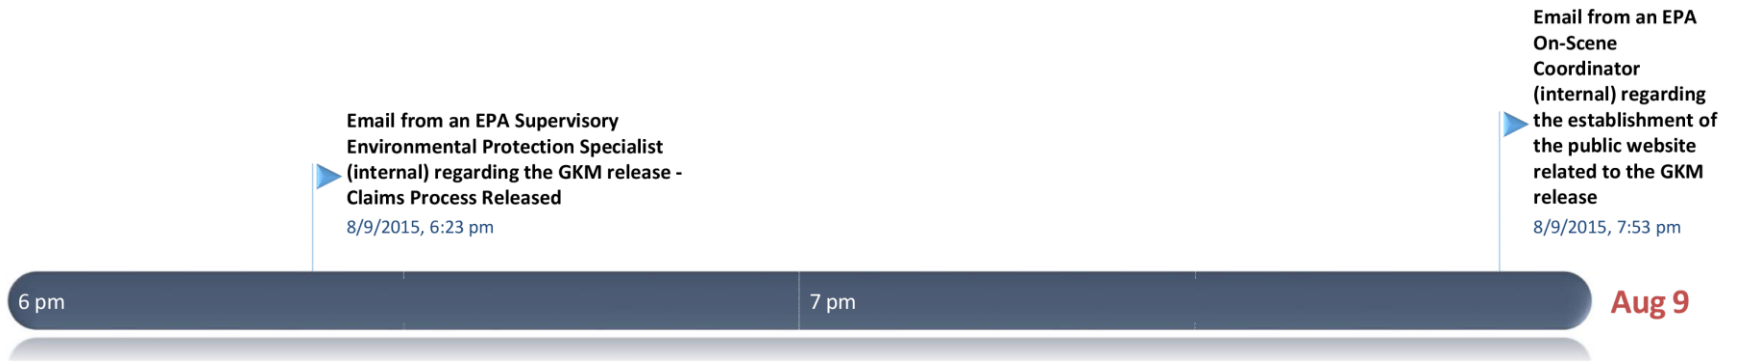 Email from an EPA Supervisory
Environmental Protection Specialist
(internal) regarding the GKM release -
Claims Process Released
8/9/2015, 6:23 pm
Email from an EPA
On-Scene
Coordinator
(internal) regarding
the establishment of
the public website
related to the GKM
release
8/9/2015, 7:53 pm
6 pm
7 pm
Aug 9